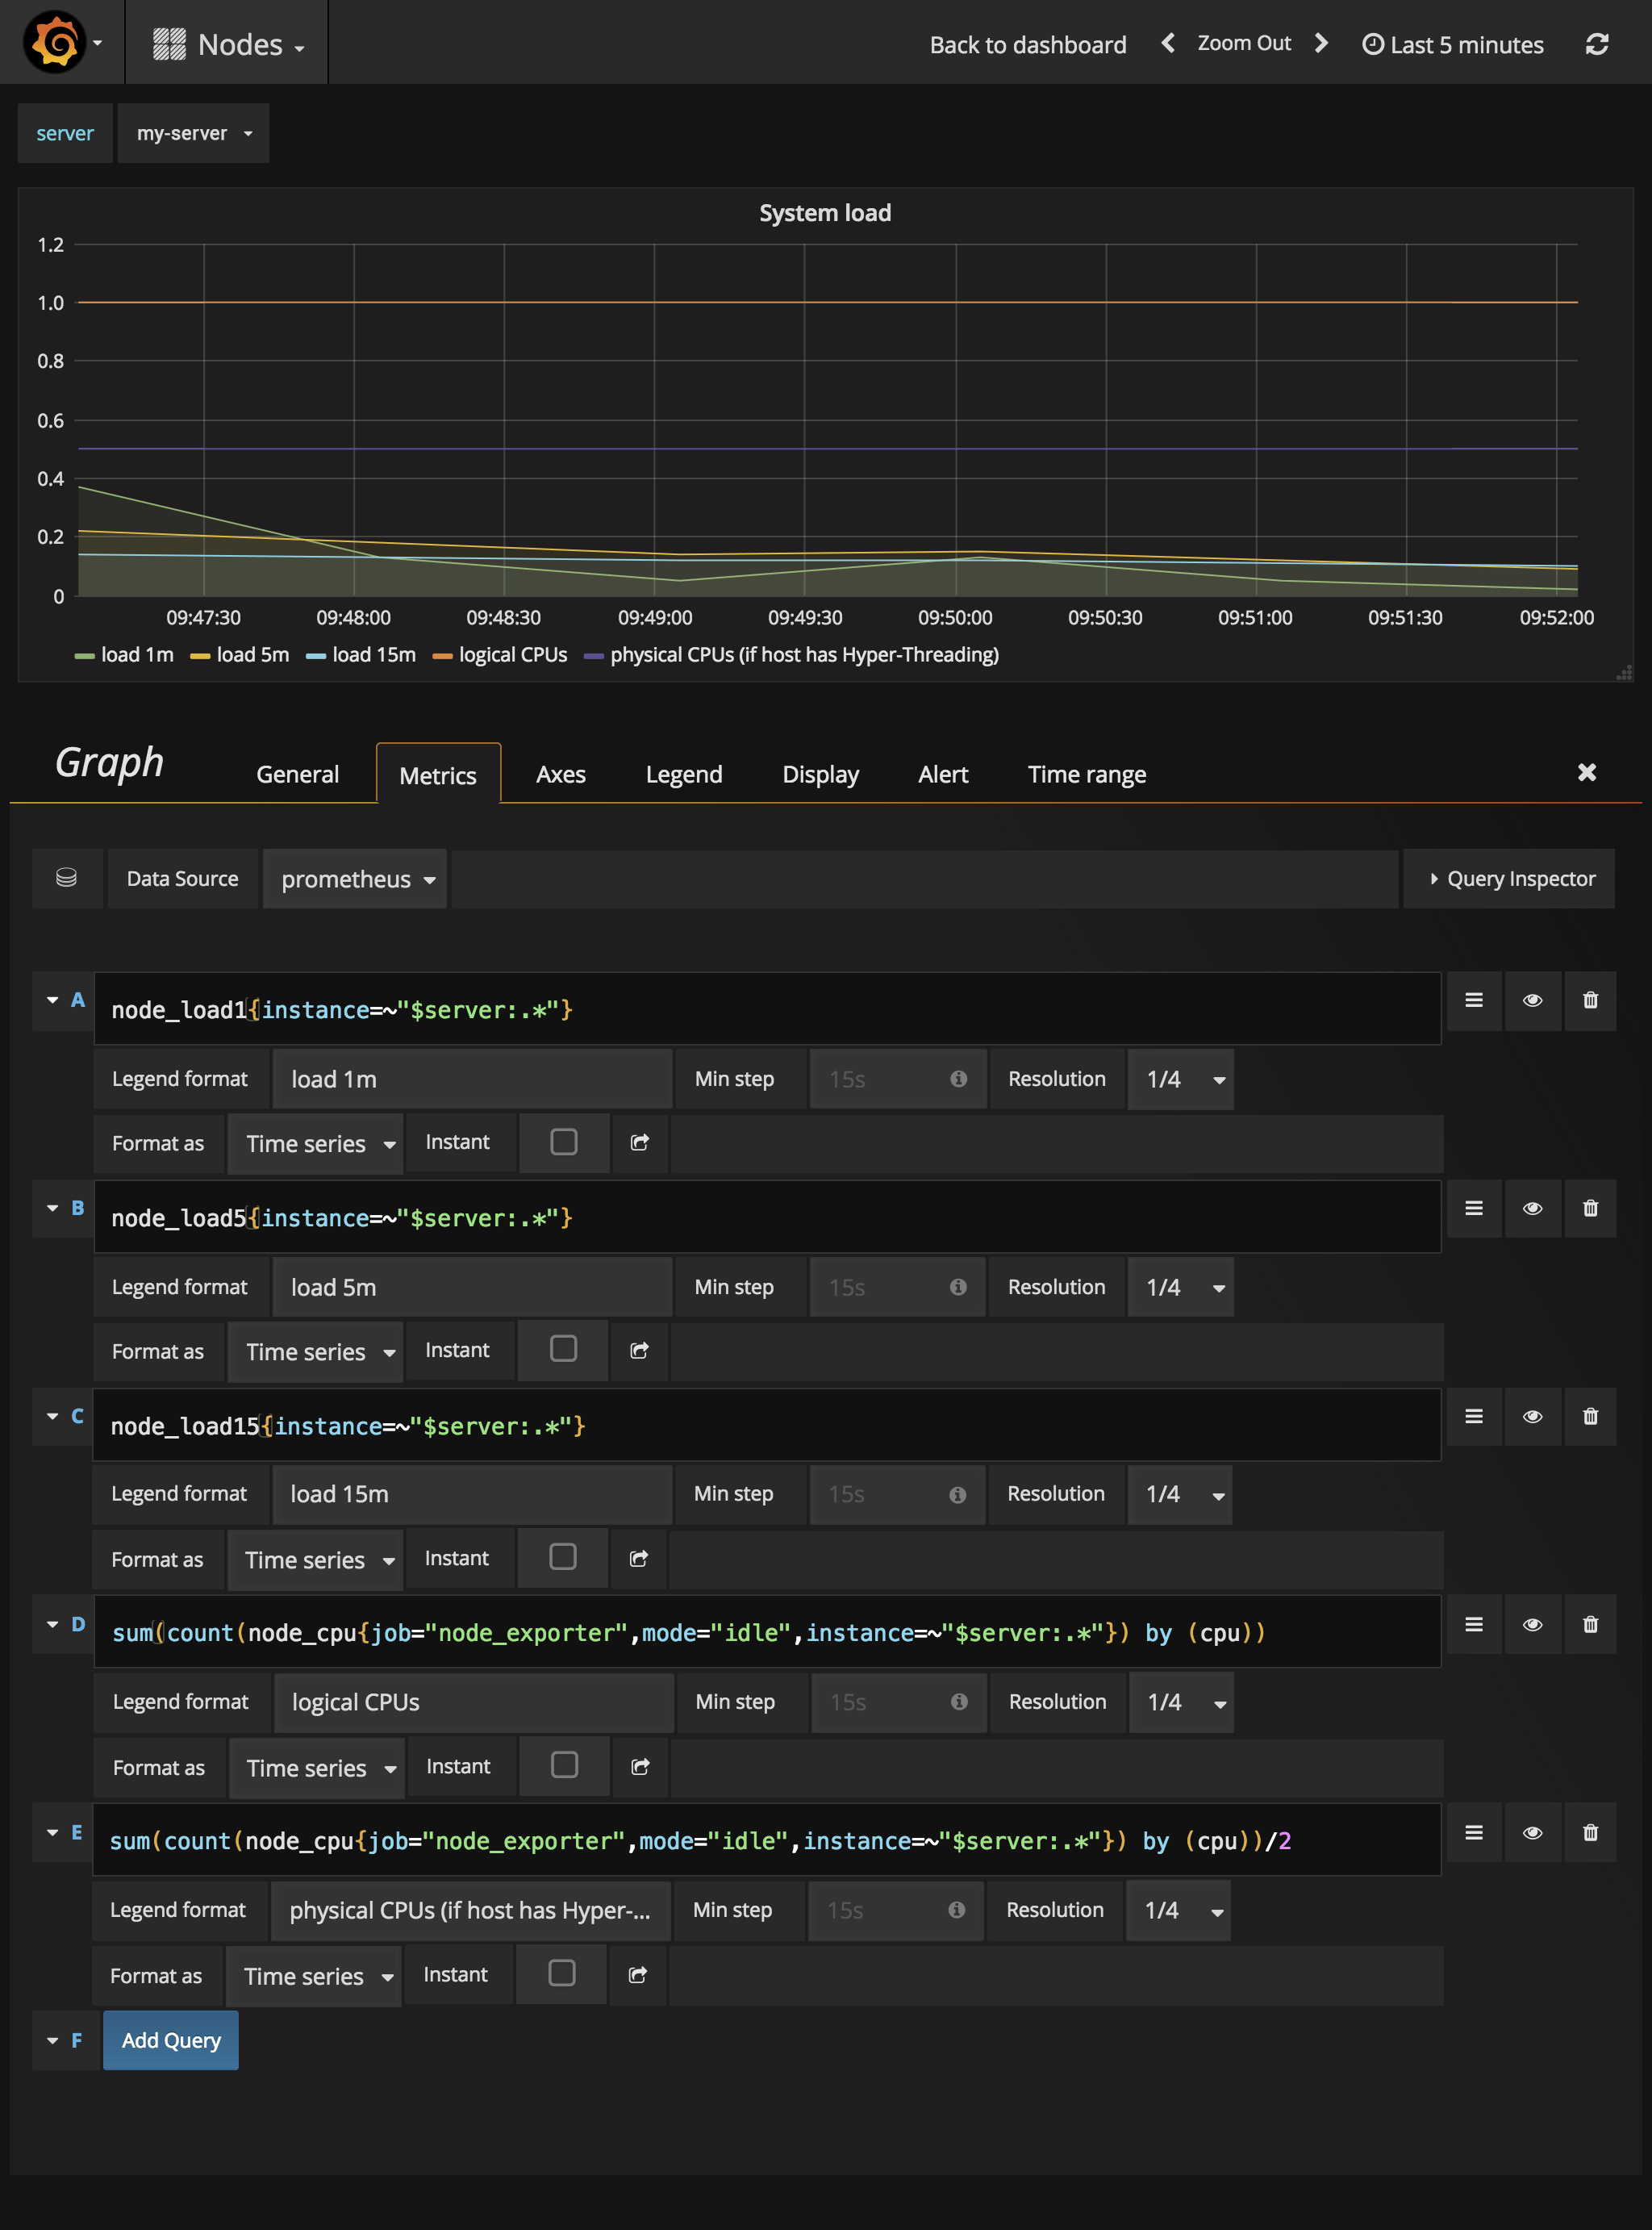 Nodes
Back to dashboard Zoom Out Last 5 minutes
server my-server
System load
1.2
1.0
0.8
0.6
0.4
0.2
0
09:47:30 09:48:00 09:48:30 09:49:00 09:49:30 09:50:00 09:50:30 09:51:00 09:51:30 09:52:00
load 1m load 5m load 15m logical CPUs physical CPUs (if host has Hyper-Threading)
Graph General Metrics Axes Legend Display Alert Time range
Data Source prometheus Query Inspector
A node_load1{instance=~"$server:.*"}
Legend format load 1m Min step 15s Resolution 1/4
Format as Time series Instant
B node_load5{instance=~"$server:.*"}
Legend format load 5m Min step 15s Resolution 1/4
Format as Time series Instant
C node_load15{instance=~"$server:.*"}
Legend format load 15m Min step 15s Resolution 1/4
Format as Time series Instant
D sum(count(node_cpu{job="node_exporter",mode="idle",instance=~"$server:.*"}) by (cpu))
Legend format logical CPUs Min step 15s Resolution 1/4
Format as Time series Instant
E sum(count(node_cpu{job="node_exporter",mode="idle",instance=~"$server:.*"}) by (cpu))/2
Legend format physical CPUs (if host has Hyper-... Min step 15s Resolution 1/4
Format as Time series Instant
F Add Query